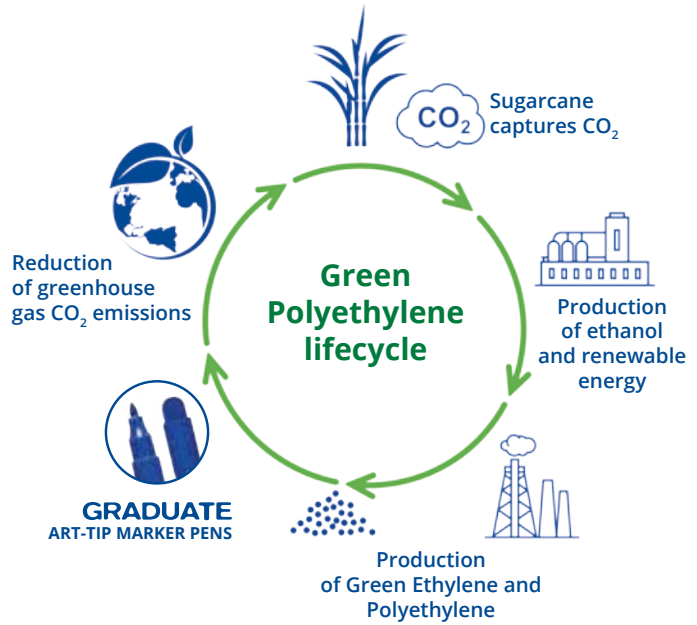 CO₂
Sugarcane
captures CO₂
Green
Polyethylene
lifecycle
Production
of ethanol
and renewable
energy
Production
of Green Ethylene and
Polyethylene
GRADUATE
ART-TIP MARKER PENS
Reduction
of greenhouse
gas CO₂ emissions